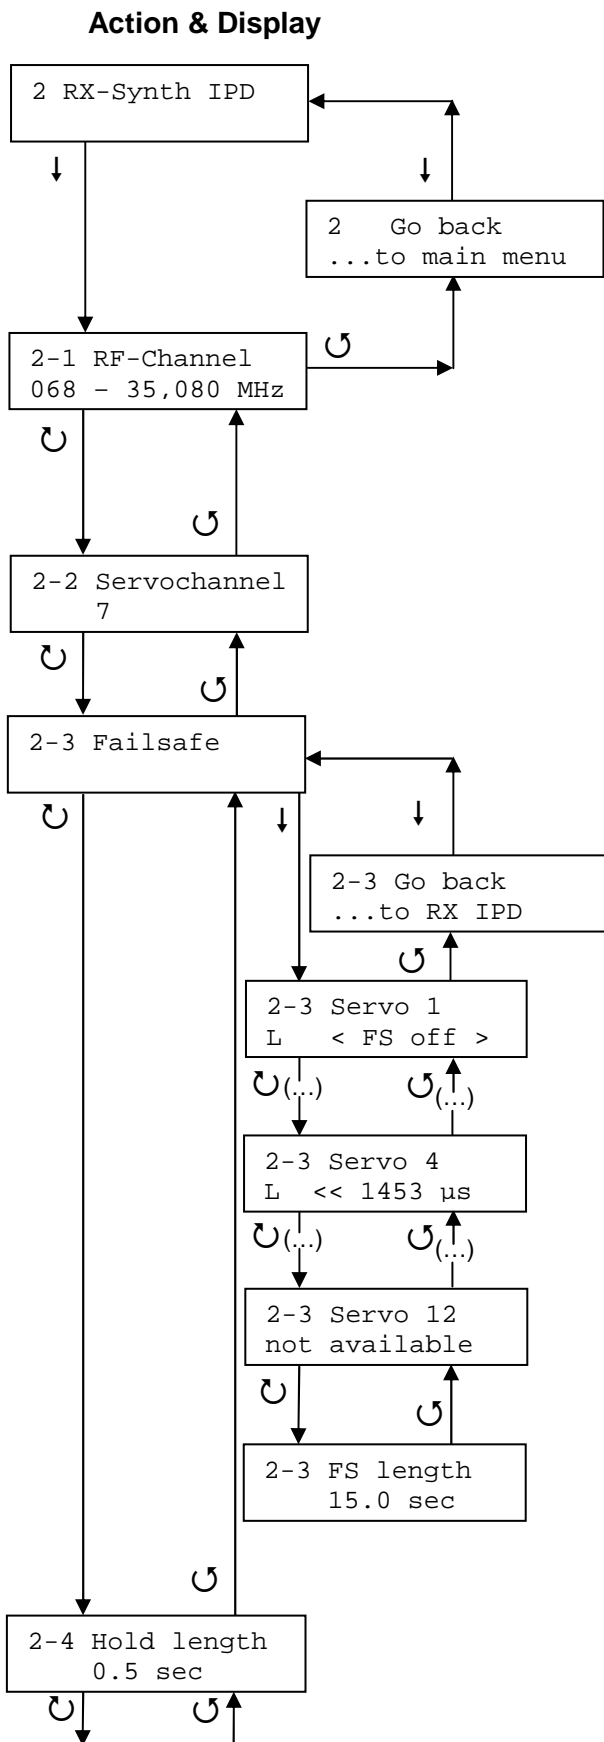 Action & Display
2 RX-Synth IPD
↓
↓
2   Go back
...to main menu
2-1 RF-Channel
068 – 35,080 MHz
↻
↺
↺
2-2 Servochannel
7
↻
↺
2-3 Failsafe
↻
↓
↓
2-3 Go back
...to RX IPD
↺
2-3 Servo 1
L   < FS off >
↻(...)
↺(...)
2-3 Servo 4
L  << 1453 µs
↻(...)
↺(...)
2-3 Servo 12
not available
↻
↺
2-3 FS length
15.0 sec
↺
2-4 Hold length
0.5 sec
↻
↺